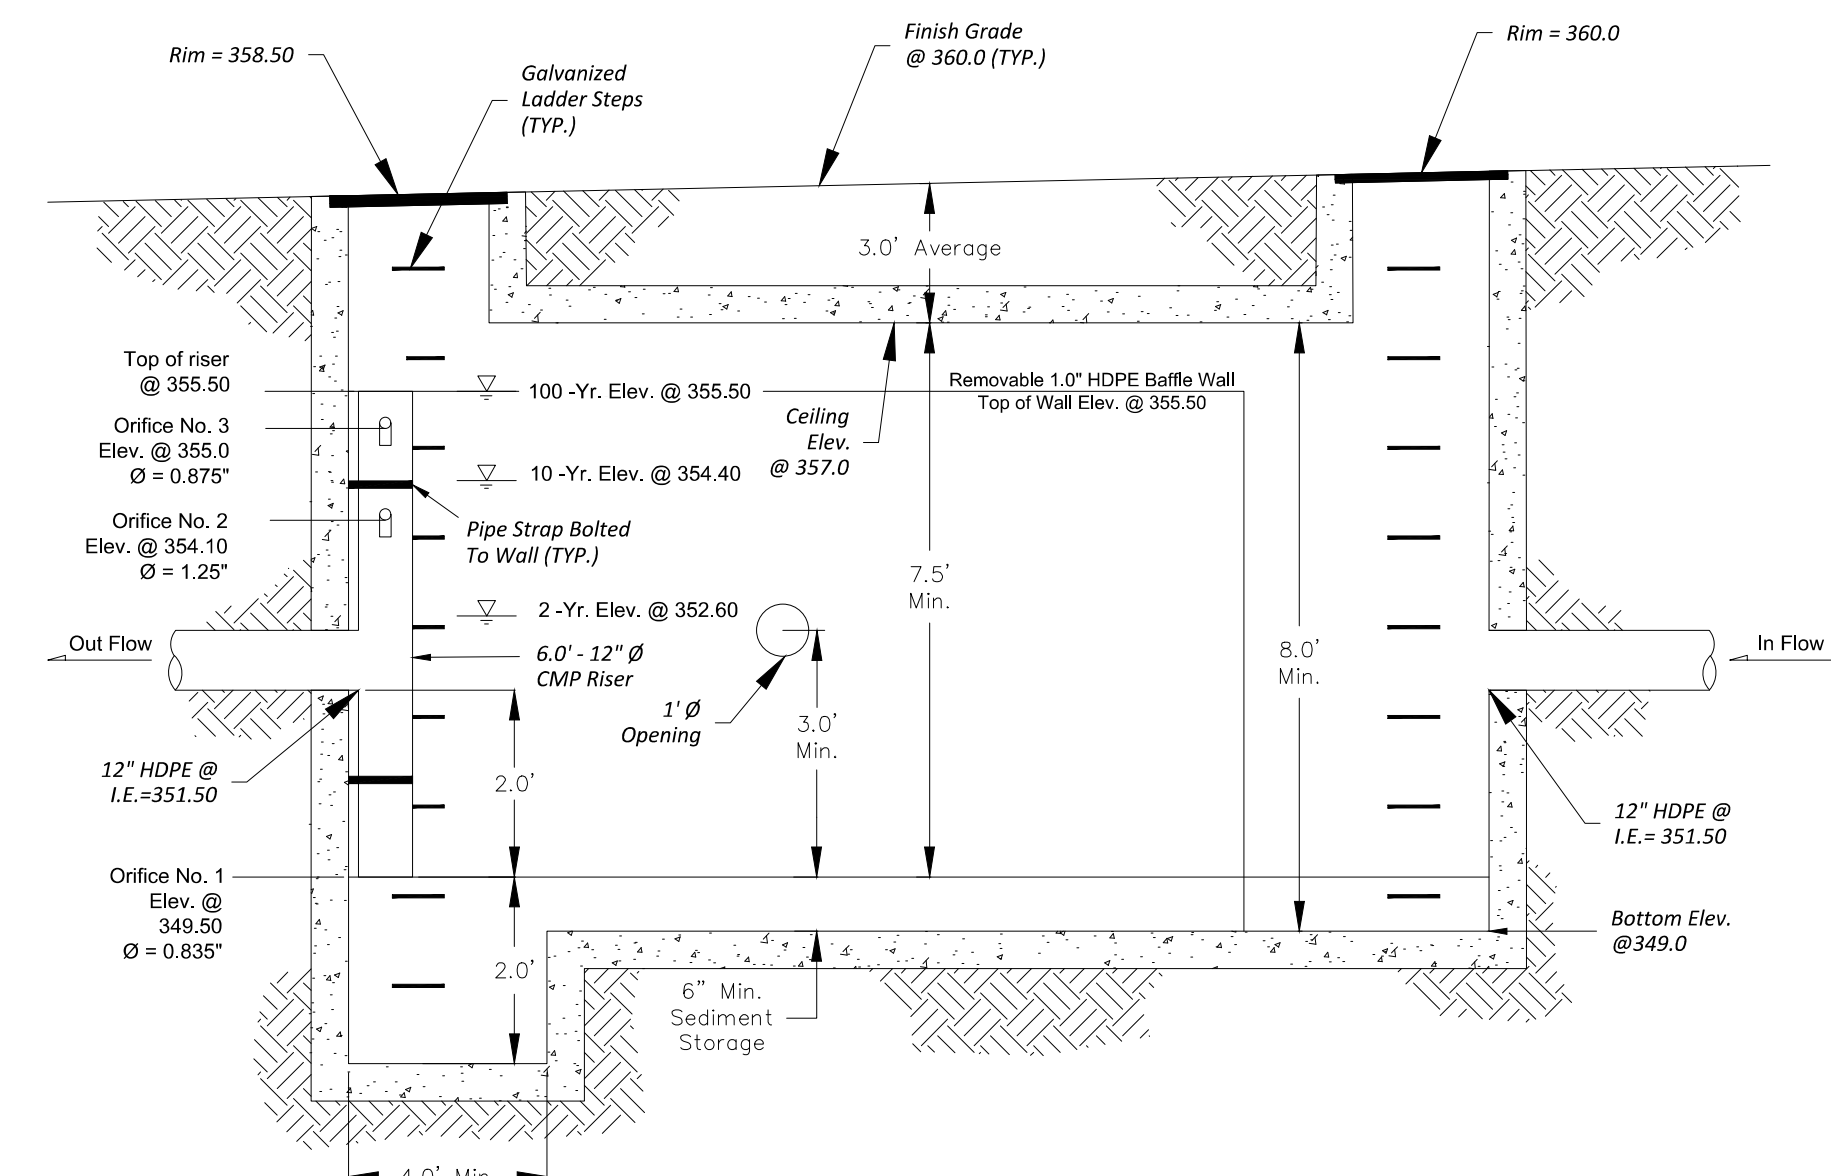 Rim = 358.50
Galvanized
Ladder Steps
(TYP.)
Finish Grade
@ 360.0 (TYP.)
Rim = 360.0
3.0' Average
Top of riser
@ 355.50
100 -Yr. Elev. @ 355.50
Removable 1.0" HDPE Baffle Wall
Top of Wall Elev. @ 355.50
Ceiling
Elev.
@ 357.0
Orifice No. 3
Elev. @ 355.0
Ø = 0.875"
10 -Yr. Elev. @ 354.40
Orifice No. 2
Elev. @ 354.10
Ø = 1.25"
Pipe Strap Bolted
To Wall (TYP.)
7.5'
Min.
2 -Yr. Elev. @ 352.60
Out Flow
6.0' - 12" Ø
CMP Riser
8.0'
Min.
In Flow
1' Ø
Opening
3.0'
Min.
12" HDPE @
I.E.=351.50
2.0'
12" HDPE @
I.E.= 351.50
Orifice No. 1
Elev. @
349.50
Ø = 0.835"
Bottom Elev.
@349.0
2.0'
6” Min.
Sediment
Storage
4.0' Min.